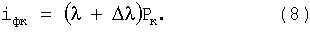 iфк = (λ + Δλ)Pк. (8)